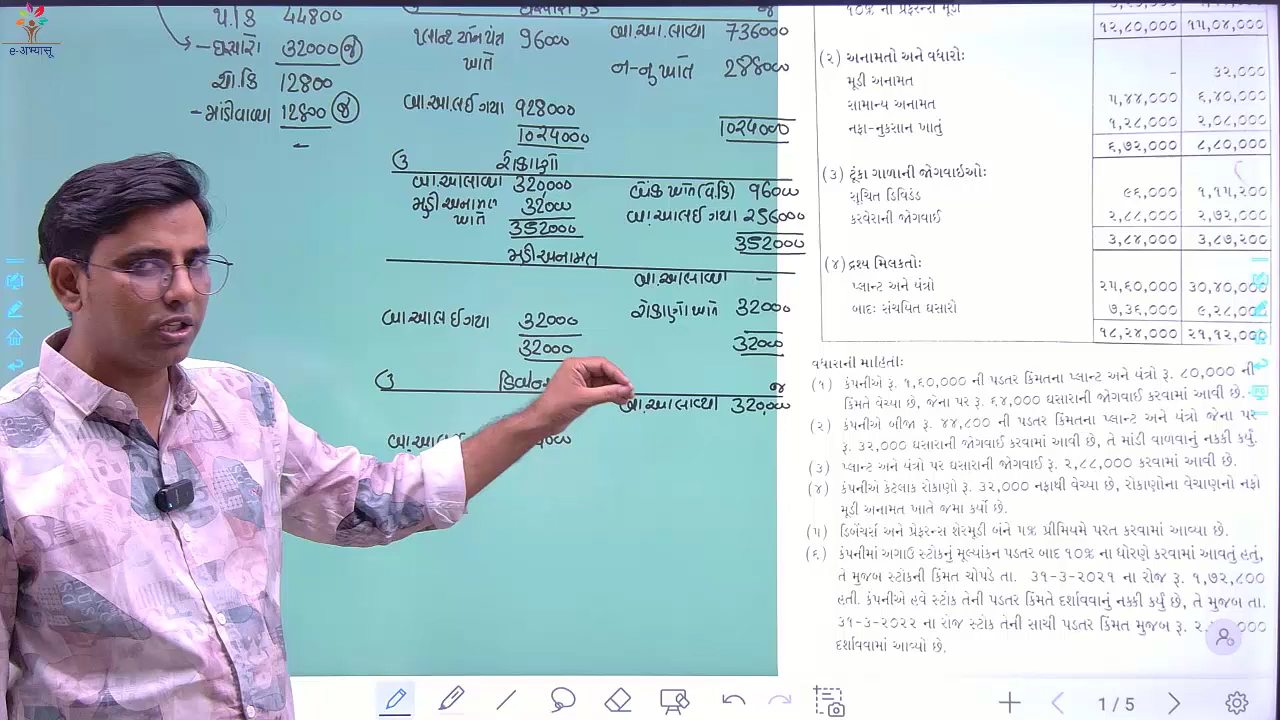 e-અભ્યાસૂ
પ.કિ 44800
-ઘસારો 32000 જ
ચો.કિ 12800
-માંડીવાળ્યા 12800 જ
પ્લાન્ટ અને યંત્ર 96000
ખાતે
બા.આ.લાવ્યા 736000
ન-નુ ખાતે 288000
બા.આ.લઈ ગયા 928000
1024000 1024000
ઉ રોકાણો
બા.આ.લાવ્યા 320000 બેંક ખાતે (વે.કિ) 96000
મૂડી અનામત 32000 બા.આ.લઈ ગયા 256000
ખાતે
352000 352000
મૂડી અનામત
બા.આ.લાવ્યા —
રોકાણો ખાતે 32000
બા.આ.લઈ ગયા 32000
32000 32000
ઉ જ
બા.આ.લાવ્યા 320,000
૧૦% ની પ્રેફરન્સ મૂડી
૧૨,૮૦,૦૦૦ ૧૫,૦૪,૦૦૦
(૨) અનામતો અને વધારો:
મૂડી અનામત - ૩૨,૦૦૦
સામાન્ય અનામત ૫,૪૪,૦૦૦ ૬,૪૦,૦૦૦
નફા-નુકસાન ખાતું ૧,૨૮,૦૦૦ ૨,૦૮,૦૦૦
૬,૭૨,૦૦૦ ૮,૮૦,૦૦૦
(૩) ટૂંકા ગાળાની જોગવાઈઓ:
સૂચિત ડિવિડંડ ૯૬,૦૦૦ ૧,૧૫,૨૦૦
કરવેરાની જોગવાઈ ૨,૮૮,૦૦૦ ૨,૭૨,૦૦૦
૩,૮૪,૦૦૦ ૩,૮૭,૨૦૦
(૪) દ્રશ્ય મિલકતો:
પ્લાન્ટ અને યંત્રો ૨૫,૬૦,૦૦૦ ૩૦,૪૦,૦૦૦
બાદ: સંચયિત ઘસારો ૭,૩૬,૦૦૦ ૯,૨૮,૦૦૦
૧૮,૨૪,૦૦૦ ૨૧,૧૨,૦૦૦
વધારાની માહિતી:
(૧) કંપનીએ રૂ. ૧,૬૦,૦૦૦ ની પડતર કિંમતના પ્લાન્ટ અને યંત્રો રૂ. ૮૦,૦૦૦ ની
કિંમતે વેચ્યા છે, જેના પર રૂ. ૬૪,૦૦૦ ઘસારાની જોગવાઈ કરવામાં આવી છે.
(૨) કંપનીએ બીજા રૂ. ૪૪,૮૦૦ ની પડતર કિંમતના પ્લાન્ટ અને યંત્રો જેના પર
રૂ. ૩૨,૦૦૦ ઘસારાની જોગવાઈ કરવામાં આવી છે, તે માંડી વાળવાનું નક્કી કર્યું.
(૩) પ્લાન્ટ અને યંત્રો પર ઘસારાની જોગવાઈ રૂ. ૨,૮૮,૦૦૦ કરવામાં આવી છે.
(૪) કંપનીએ કેટલાક રોકાણો રૂ. ૩૨,૦૦૦ નફાથી વેચ્યા છે, રોકાણોના વેચાણનો નફો
મૂડી અનામત ખાતે જમા કર્યો છે.
(૫) ડિબેંચર્સ અને પ્રેફરન્સ શેરમૂડી બંને ૫% પ્રીમિયમે પરત કરવામાં આવ્યા છે.
(૬) કંપનીમાં અગાઉ સ્ટોકનું મૂલ્યાંકન પડતર બાદ ૧૦% ના ધોરણે કરવામાં આવતું હતું,
તે મુજબ સ્ટોકની કિંમત ચોપડે તા. ૩૧-૩-૨૦૨૧ ના રોજ રૂ. ૧,૭૨,૮૦૦
હતી. કંપનીએ હવે સ્ટોક તેની પડતર કિંમતે દર્શાવવાનું નક્કી કર્યું છે, તે મુજબ તા.
૩૧-૩-૨૦૨૨ ના રોજ સ્ટોક તેની સાચી પડતર કિંમત મુજબ રૂ.
દર્શાવવામાં આવ્યો છે.
1/5